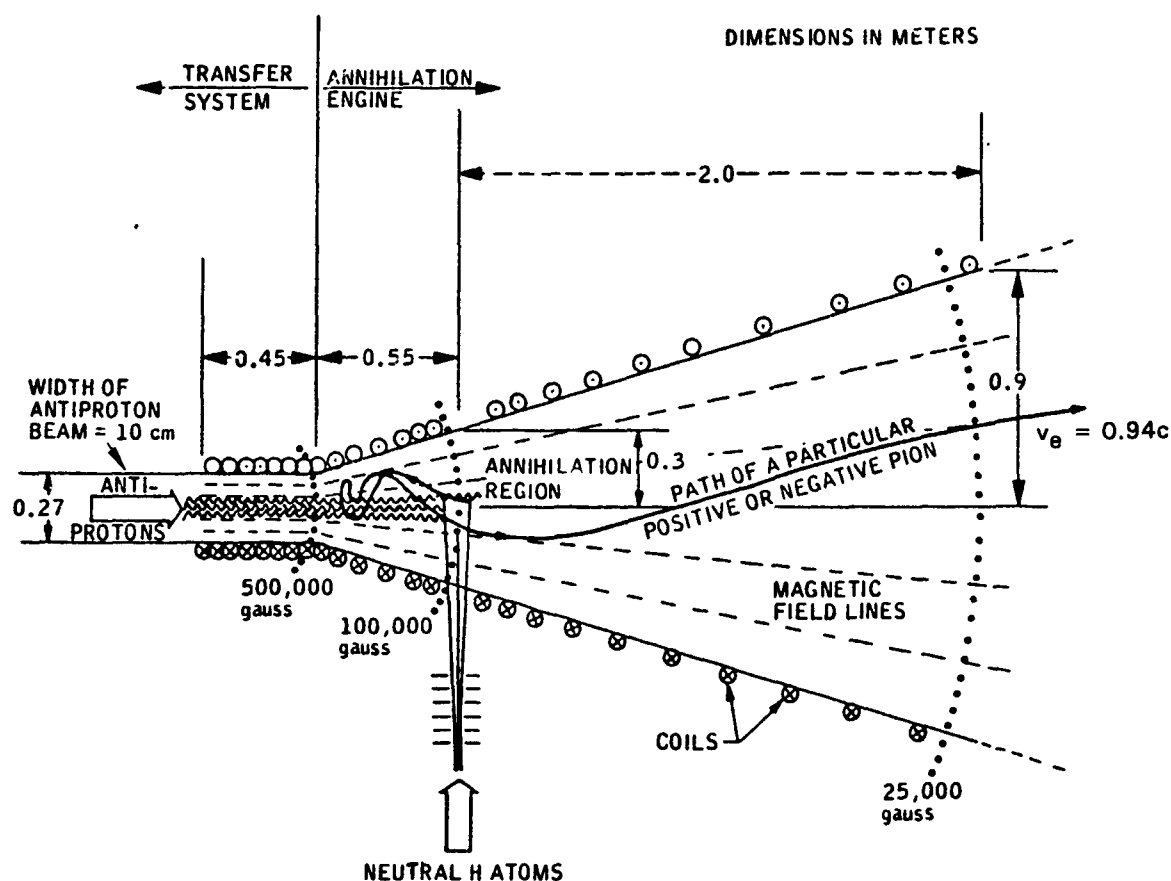 DIMENSIONS IN METERS
TRANSFER
SYSTEM
ANNIHILATION
ENGINE
2.0
0.45
0.55
WIDTH OF
ANTIPROTON
BEAM = 10 cm
0.9
v_e = 0.94c
ANNIHILATION
REGION
0.3
PATH OF A PARTICULAR
POSITIVE OR NEGATIVE PION
0.27
ANTI-
PROTONS
500,000
gauss
100,000
gauss
MAGNETIC
FIELD LINES
COILS
25,000
gauss
NEUTRAL H ATOMS